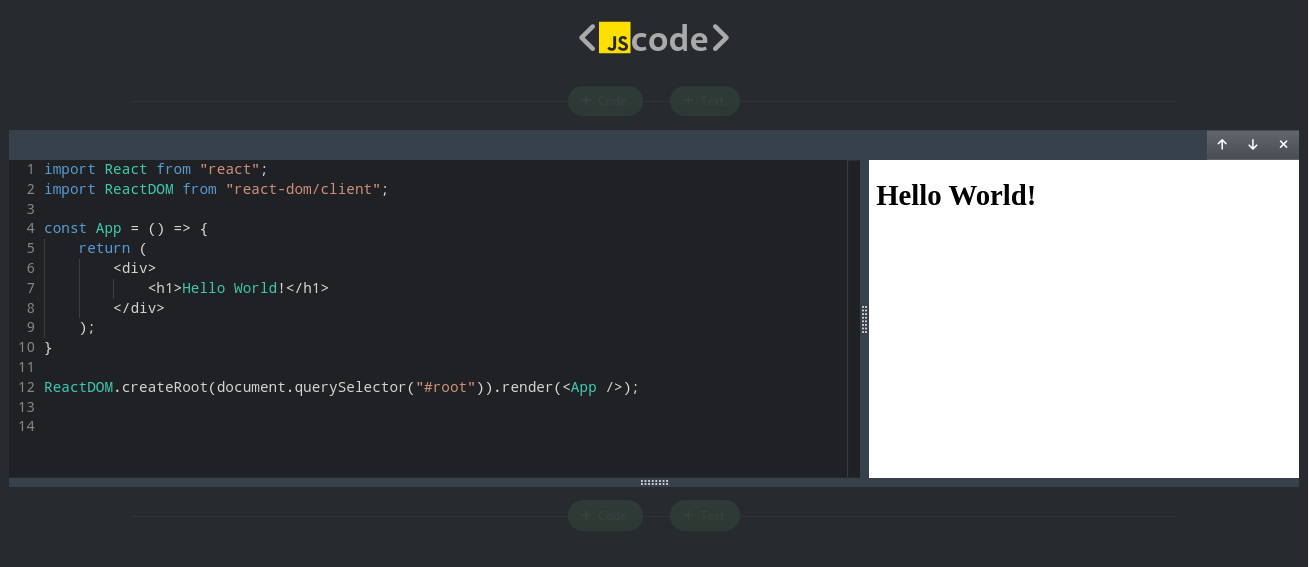 <JScode>
+ Code + Text
↑ ↓ ×
1 import React from "react";
2 import ReactDOM from "react-dom/client";
3
4 const App = () => {
5     return (
6         <div>
7             <h1>Hello World!</h1>
8         </div>
9     );
10 }
11
12 ReactDOM.createRoot(document.querySelector("#root")).render(<App />);
13
14
Hello World!
+ Code + Text